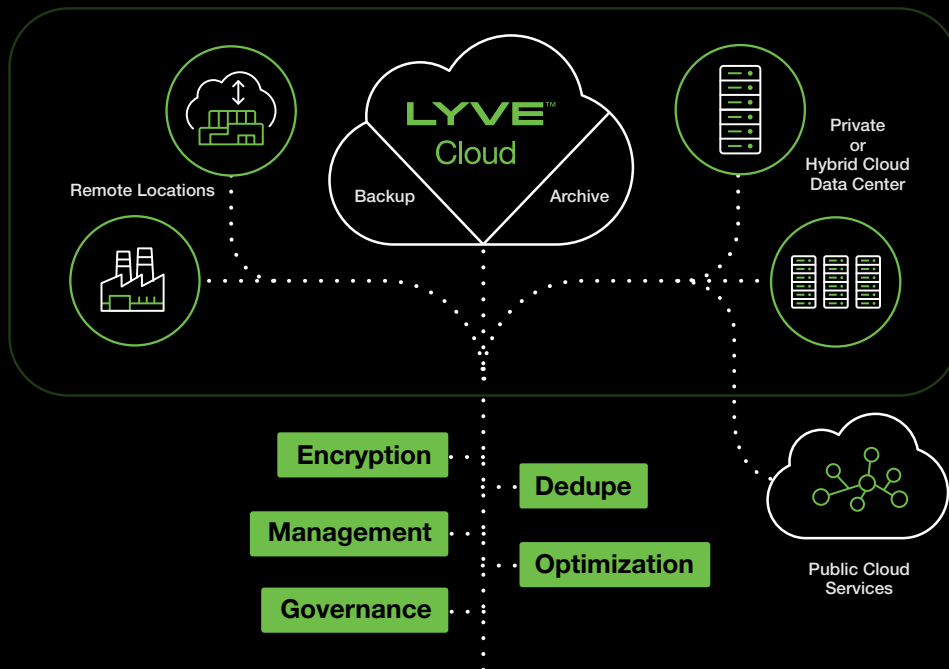 LYVE™
Cloud
Backup
Archive
Remote Locations
Private
or
Hybrid Cloud
Data Center
Encryption
Dedupe
Management
Optimization
Governance
Public Cloud
Services